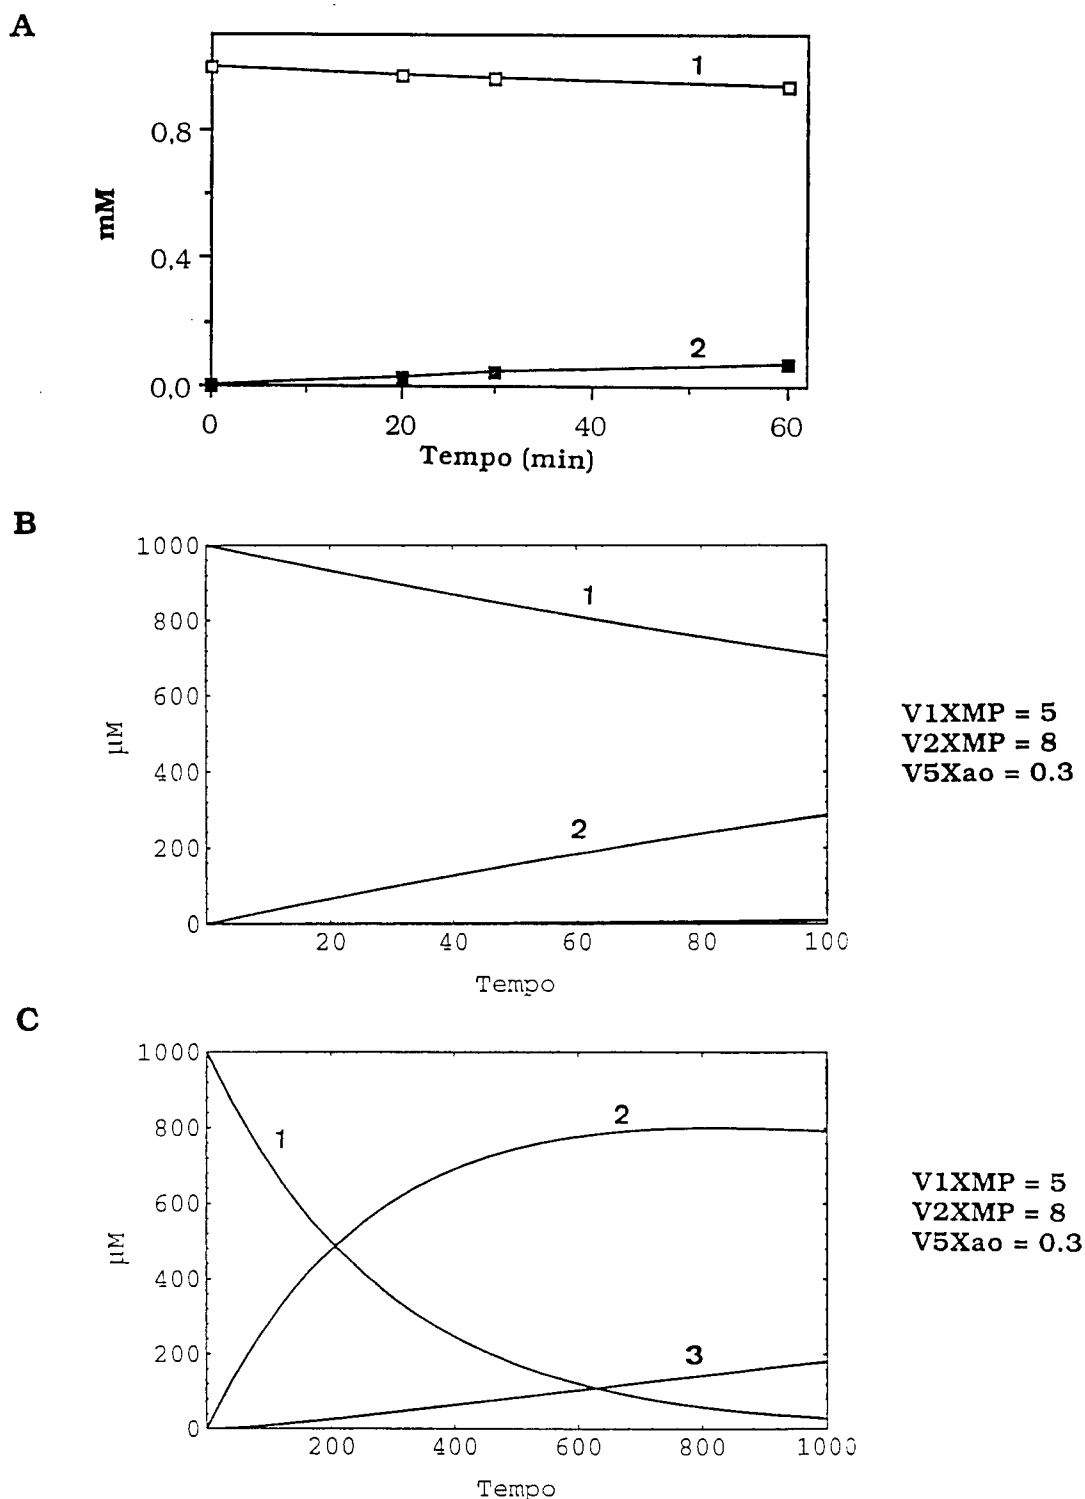 A
1
0,8
mM
0,4
2
0,0
0 20 40 60
Tempo (min)
B
1000
800
600
µM
400
200
0
1
2
20 40 60 80 100
Tempo
V1XMP = 5
V2XMP = 8
V5Xao = 0.3
C
1000
800
600
µM
400
200
0
1
2
3
200 400 600 800 1000
Tempo
V1XMP = 5
V2XMP = 8
V5Xao = 0.3